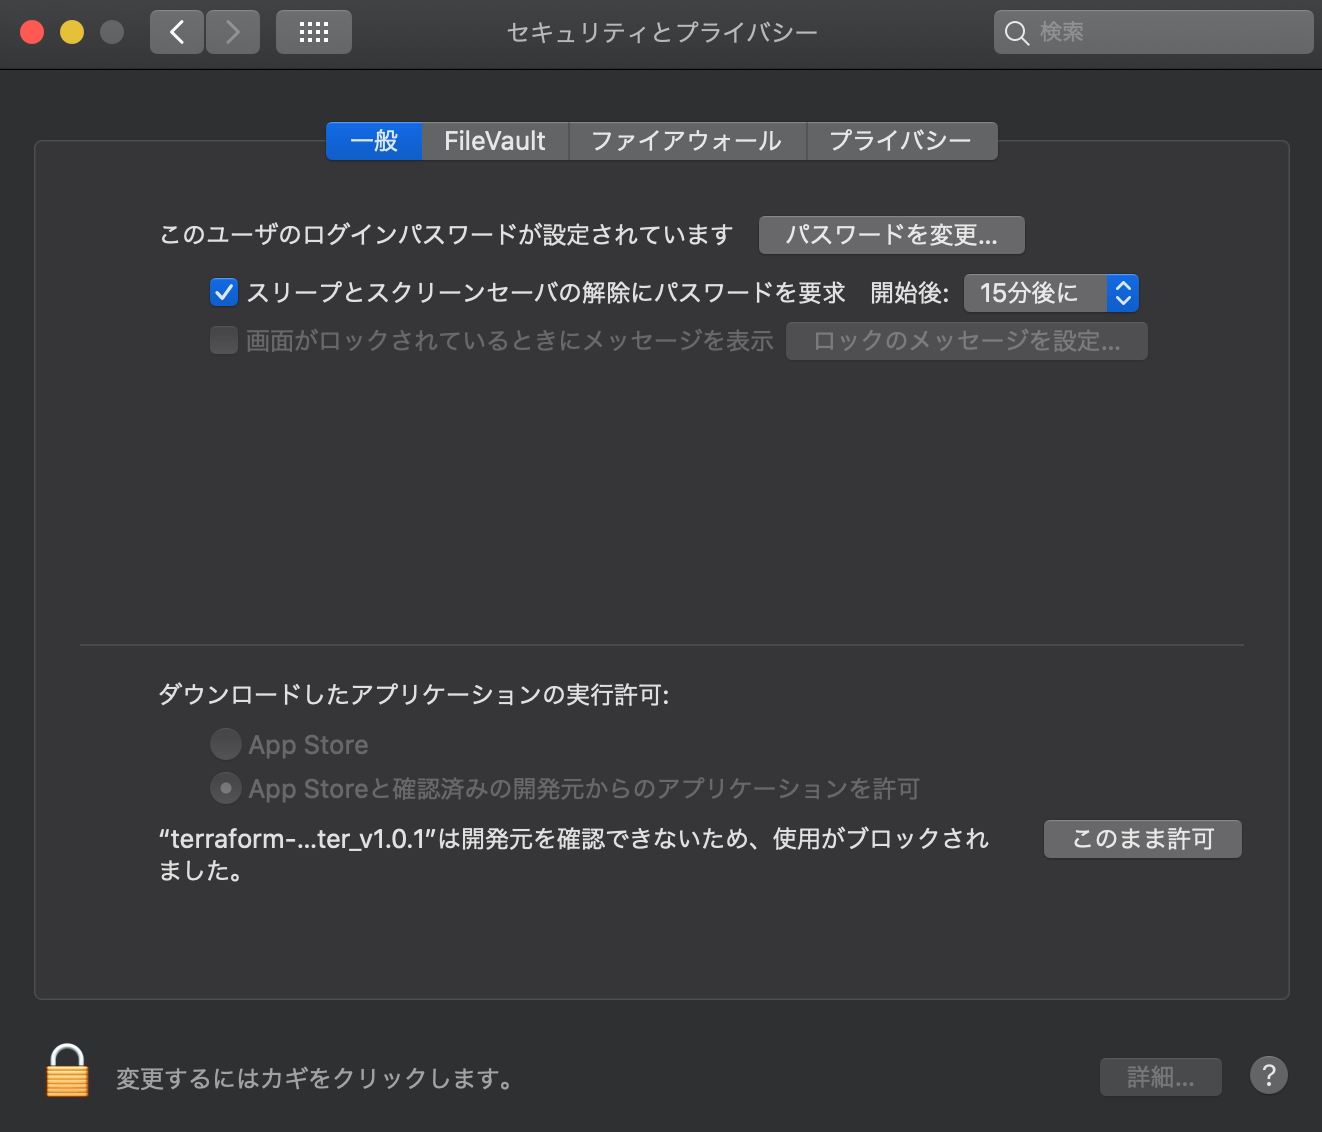 セキュリティとプライバシー
検索
一般 FileVault ファイアウォール プライバシー
このユーザのログインパスワードが設定されています パスワードを変更...
スリープとスクリーンセーバの解除にパスワードを要求 開始後: 15分後に
画面がロックされているときにメッセージを表示 ロックのメッセージを設定...
ダウンロードしたアプリケーションの実行許可:
App Store
App Storeと確認済みの開発元からのアプリケーションを許可
“terraform-...ter_v1.0.1”は開発元を確認できないため、使用がブロックされ
ました。
このまま許可
変更するにはカギをクリックします。
詳細... ?